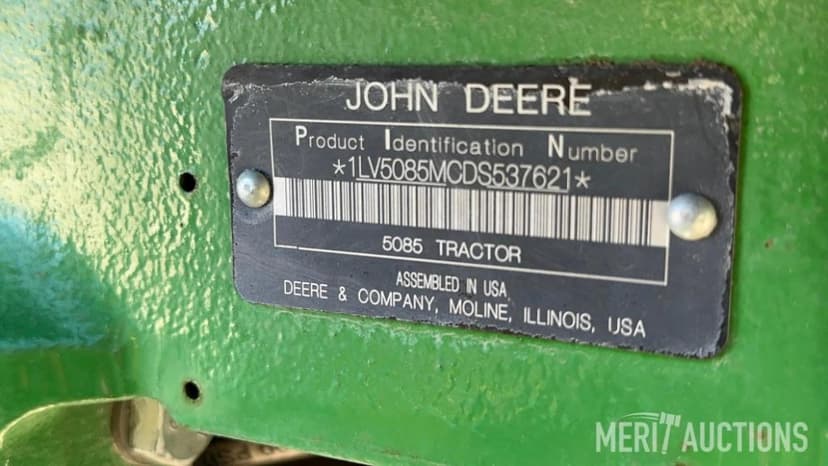 JOHN DEERE
Product Identification Number
*1LV5085MCDS537621*
5085 TRACTOR
ASSEMBLED IN USA
DEERE & COMPANY, MOLINE, ILLINOIS, USA
MERIT AUCTIONS